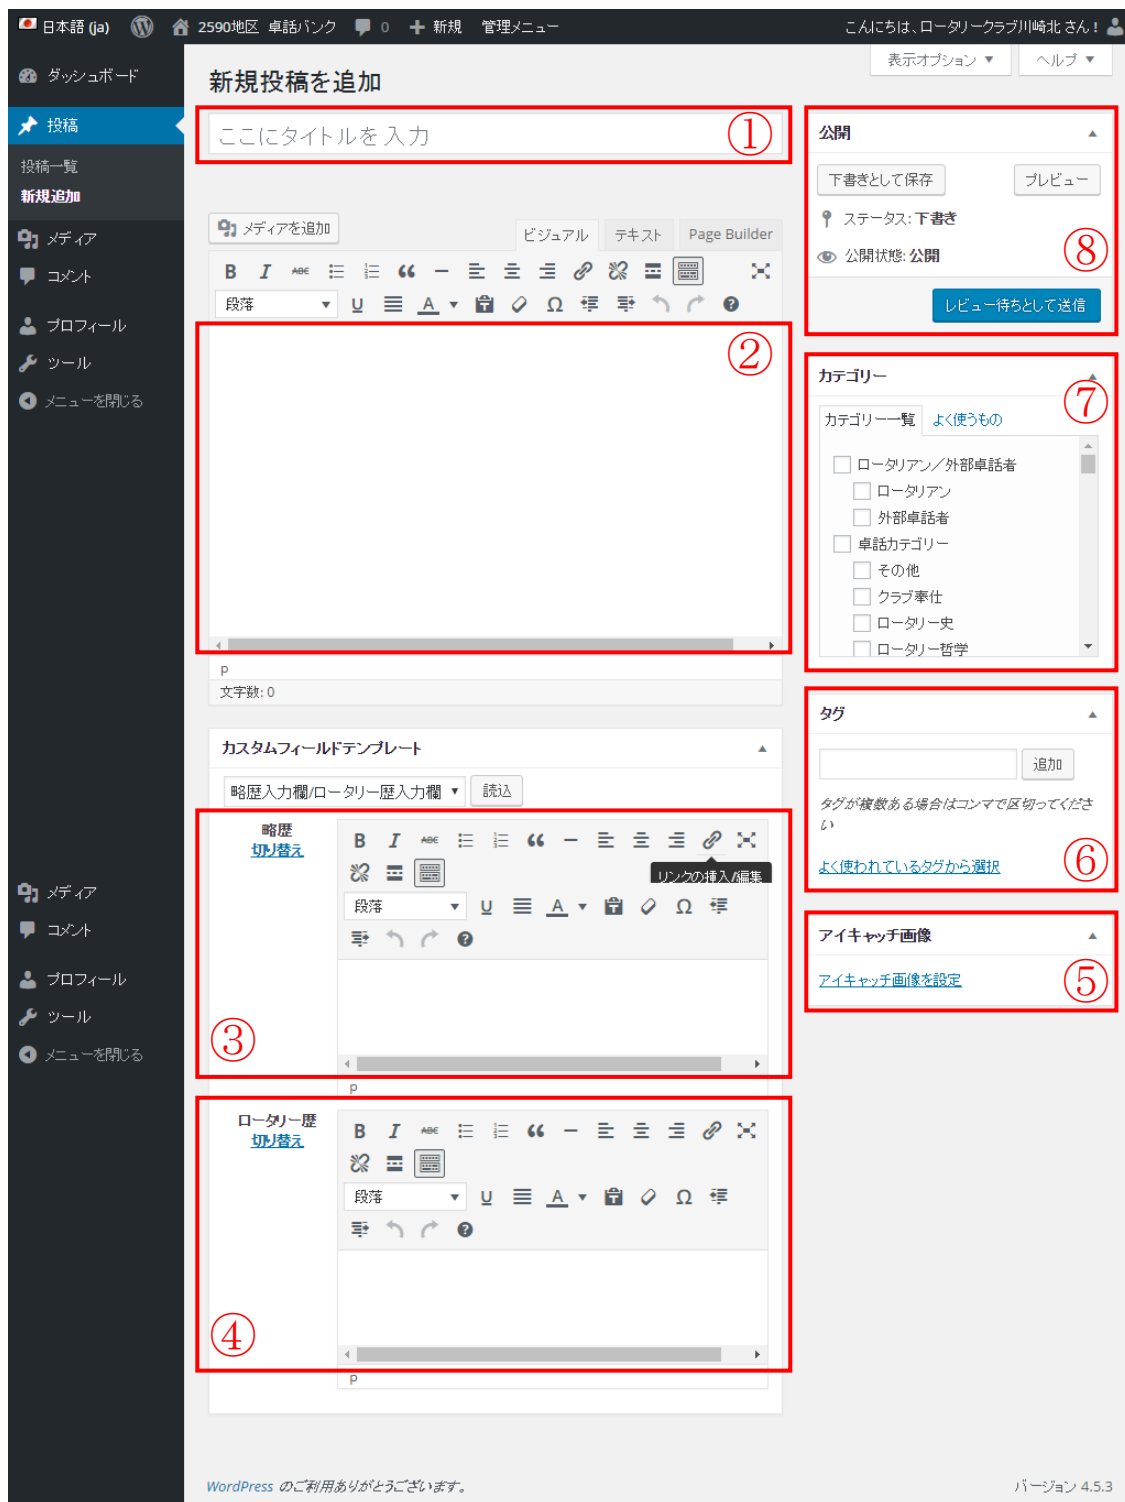 日本語 (ja) 2590地区 卓話バンク 0 新規 管理メニュー こんにちは、ロータリークラブ川崎北 さん！
ダッシュボード
投稿
投稿一覧
新規追加
メディア
コメント
プロフィール
ツール
メニューを閉じる
メディア
コメント
プロフィール
ツール
メニューを閉じる
表示オプション ▼ ヘルプ ▼
新規投稿を追加
ここにタイトルを入力 ①
メディアを追加 ビジュアル テキスト Page Builder
B I ABC
段落 U A Ω
②
p
文字数: 0
カスタムフィールドテンプレート
略歴入力欄/ロータリー歴入力欄 読込
略歴
切り替え
B I ABC
リンクの挿入/編集
段落 U A Ω
③
p
ロータリー歴
切り替え
B I ABC
段落 U A Ω
④
p
公開
下書きとして保存 プレビュー
ステータス: 下書き
公開状態: 公開
⑧
レビュー待ちとして送信
カテゴリー
⑦
カテゴリー一覧 よく使うもの
ロータリアン／外部卓話者
ロータリアン
外部卓話者
卓話カテゴリー
その他
クラブ奉仕
ロータリー史
ロータリー哲学
タグ
追加
タグが複数ある場合はコンマで区切ってくださ
い
よく使われているタグから選択 ⑥
アイキャッチ画像
アイキャッチ画像を設定 ⑤
WordPress のご利用ありがとうございます。 バージョン 4.5.3